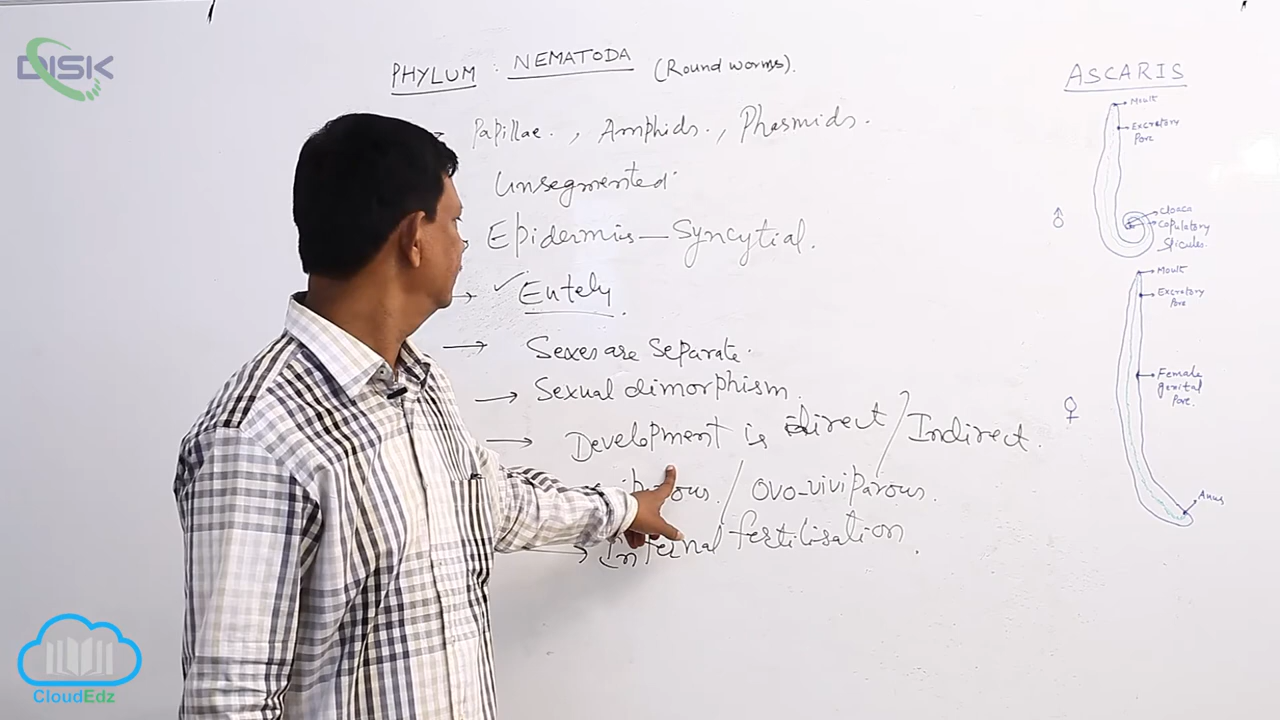 DISK
PHYLUM : NEMATODA (Round worms).
Papillae . , Amphids . , Phasmids .
Unsegmented
Epidermis — Syncytial .
→ ✓ Eutely .
→ Sexes are separate .
→ Sexual dimorphism .
→ Development is direct / Indirect .
/ Ovo-viviparous .
→ Internal fertilisation .
ASCARIS
Mouth
Excretory
Pore
♂
Cloaca
Copulatory
Spicules .
Mouth
Excretory
Pore
♀
Female
genital
Pore .
Anus
CloudEdz